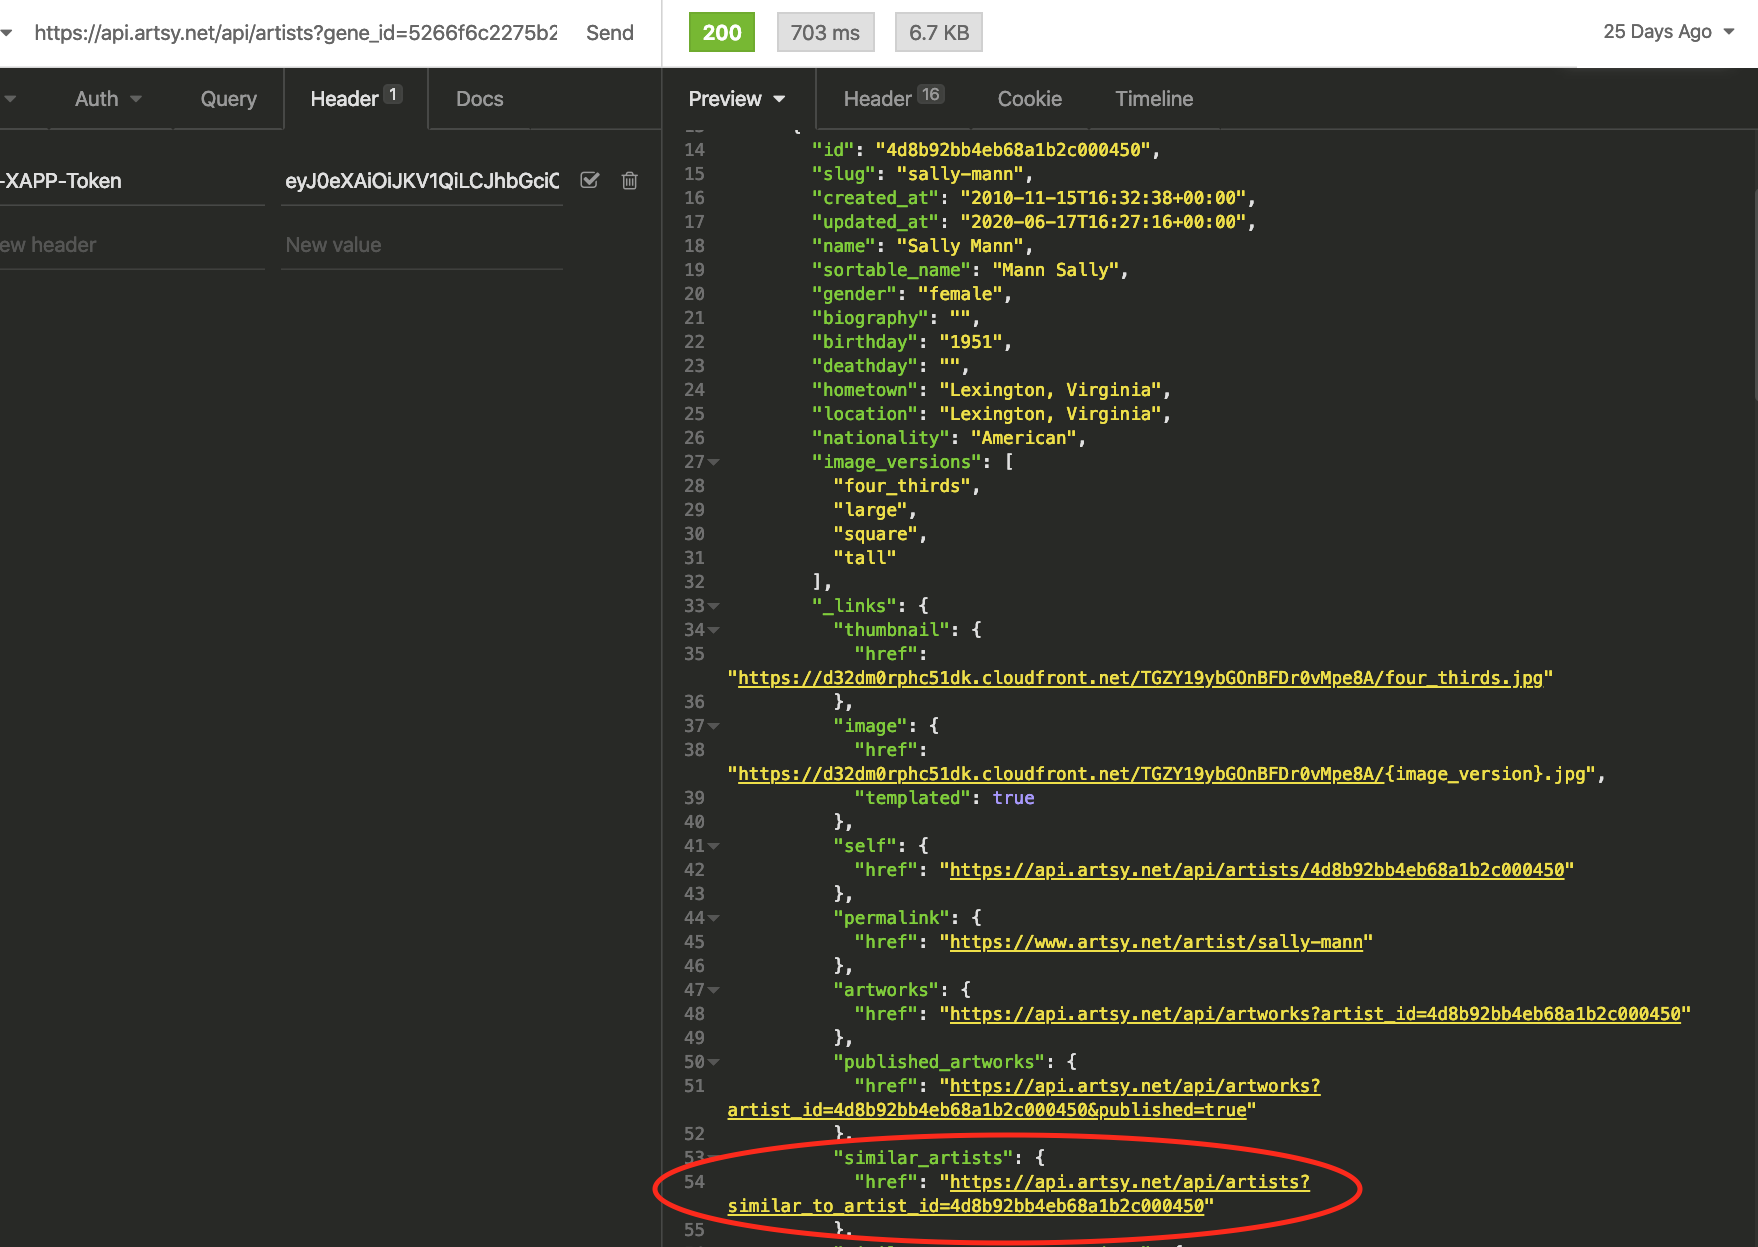 https://api.artsy.net/api/artists?gene_id=5266f6c2275b2 Send
200 703 ms 6.7 KB 25 Days Ago
Auth Query Header 1 Docs
Preview Header 16 Cookie Timeline
-XAPP-Token eyJ0eXAiOiJKV1QiLCJhbGciO
ew header New value
13 {
14 "id": "4d8b92bb4eb68a1b2c000450",
15 "slug": "sally-mann",
16 "created_at": "2010-11-15T16:32:38+00:00",
17 "updated_at": "2020-06-17T16:27:16+00:00",
18 "name": "Sally Mann",
19 "sortable_name": "Mann Sally",
20 "gender": "female",
21 "biography": "",
22 "birthday": "1951",
23 "deathday": "",
24 "hometown": "Lexington, Virginia",
25 "location": "Lexington, Virginia",
26 "nationality": "American",
27 "image_versions": [
28 "four_thirds",
29 "large",
30 "square",
31 "tall"
32 ],
33 "_links": {
34 "thumbnail": {
35 "href":
"https://d32dm0rphc51dk.cloudfront.net/TGZY19ybGOnBFDr0vMpe8A/four_thirds.jpg"
36 },
37 "image": {
38 "href":
"https://d32dm0rphc51dk.cloudfront.net/TGZY19ybGOnBFDr0vMpe8A/{image_version}.jpg",
39 "templated": true
40 },
41 "self": {
42 "href": "https://api.artsy.net/api/artists/4d8b92bb4eb68a1b2c000450"
43 },
44 "permalink": {
45 "href": "https://www.artsy.net/artist/sally-mann"
46 },
47 "artworks": {
48 "href": "https://api.artsy.net/api/artworks?artist_id=4d8b92bb4eb68a1b2c000450"
49 },
50 "published_artworks": {
51 "href": "https://api.artsy.net/api/artworks?
artist_id=4d8b92bb4eb68a1b2c000450&published=true"
52 },
53 "similar_artists": {
54 "href": "https://api.artsy.net/api/artists?
similar_to_artist_id=4d8b92bb4eb68a1b2c000450"
55 },